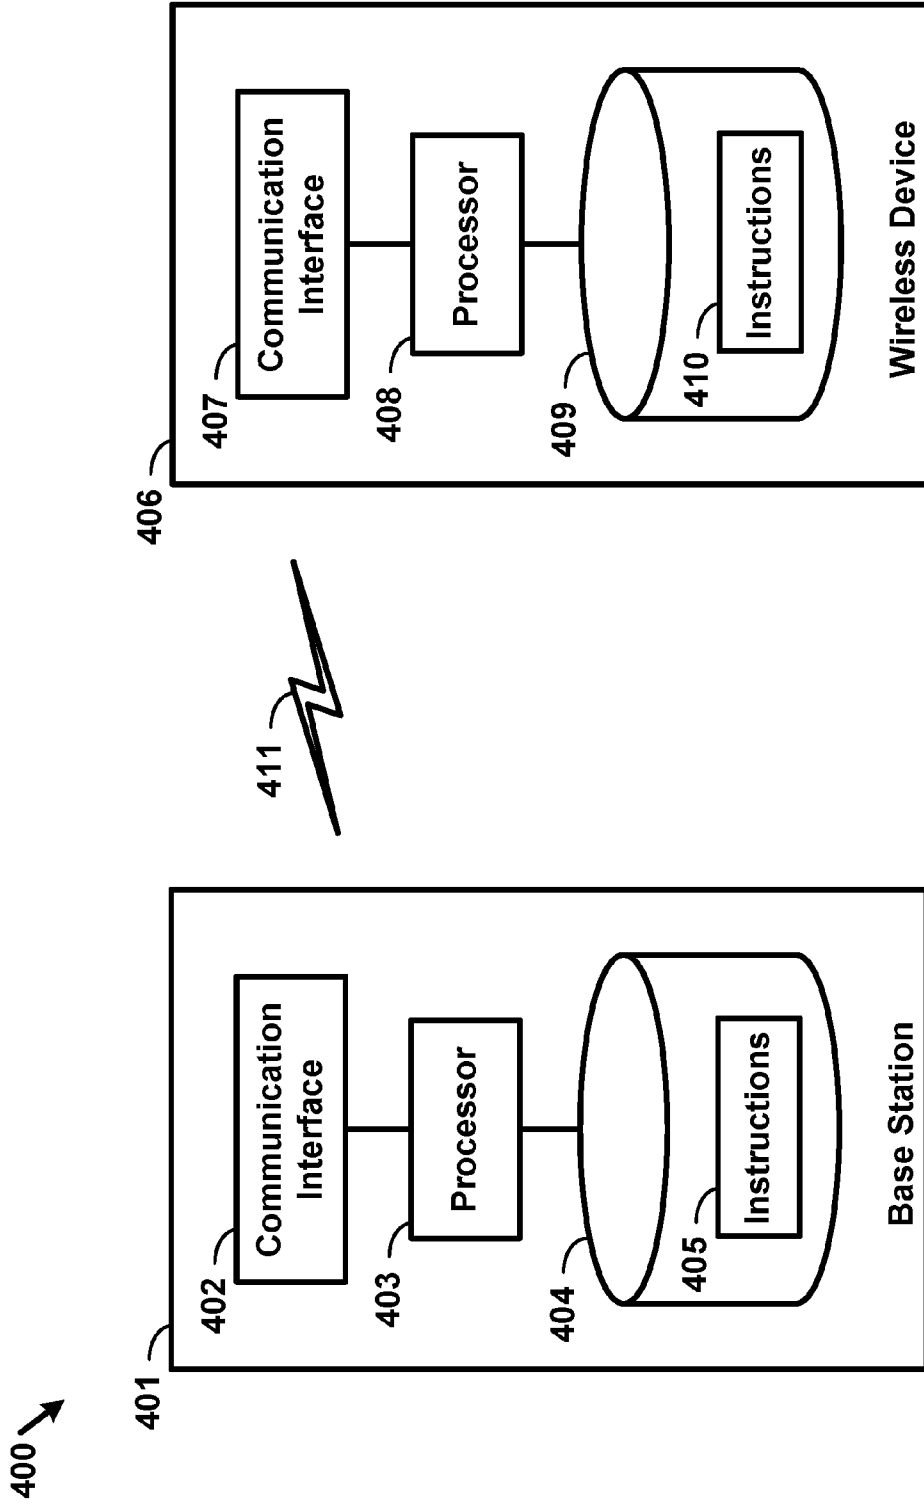 400
401
402
Communication
Interface
403
Processor
404
405
Instructions
Base Station
411
406
407
Communication
Interface
408
Processor
409
410
Instructions
Wireless Device